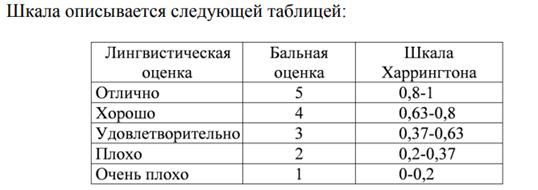 Шкала описывается следующей таблицей:
Лингвистическая оценка Бальная оценка Шкала Харрингтона
Отлично 5 0,8-1
Хорошо 4 0,63-0,8
Удовлетворительно 3 0,37-0,63
Плохо 2 0,2-0,37
Очень плохо 1 0-0,2